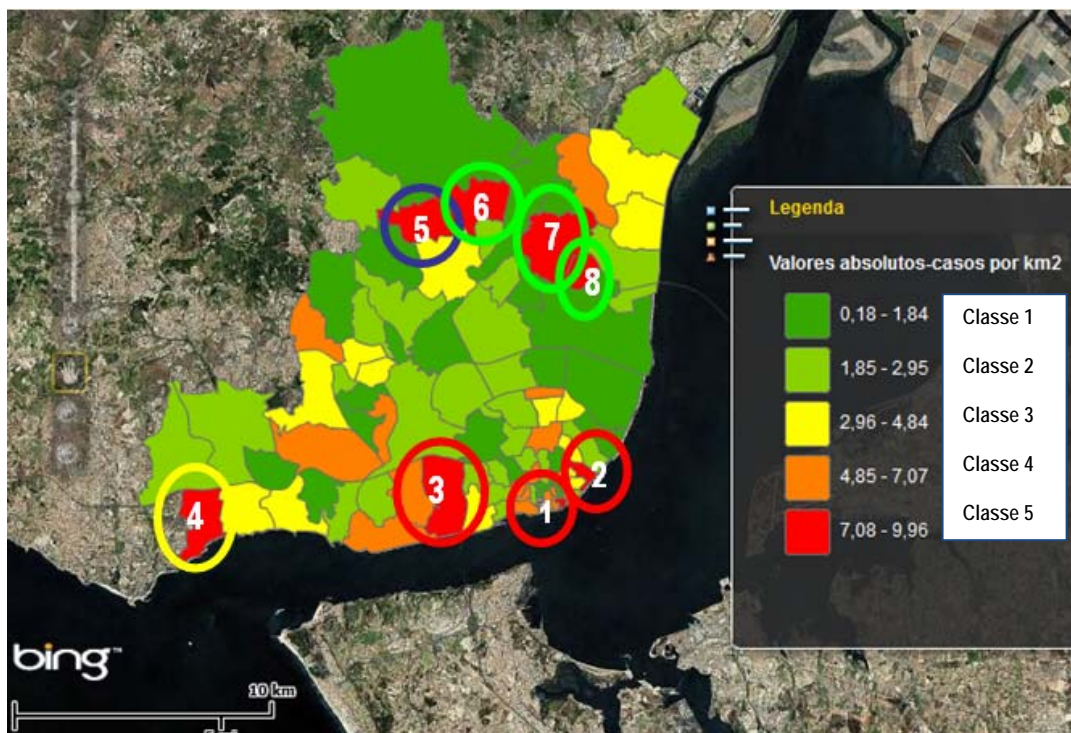 5
6
7
8
4
3
1
2
Legenda
Valores absolutos-casos por km2
0,18 - 1,84 Classe 1
1,85 - 2,95 Classe 2
2,96 - 4,84 Classe 3
4,85 - 7,07 Classe 4
7,08 - 9,96 Classe 5
bing™
10 km